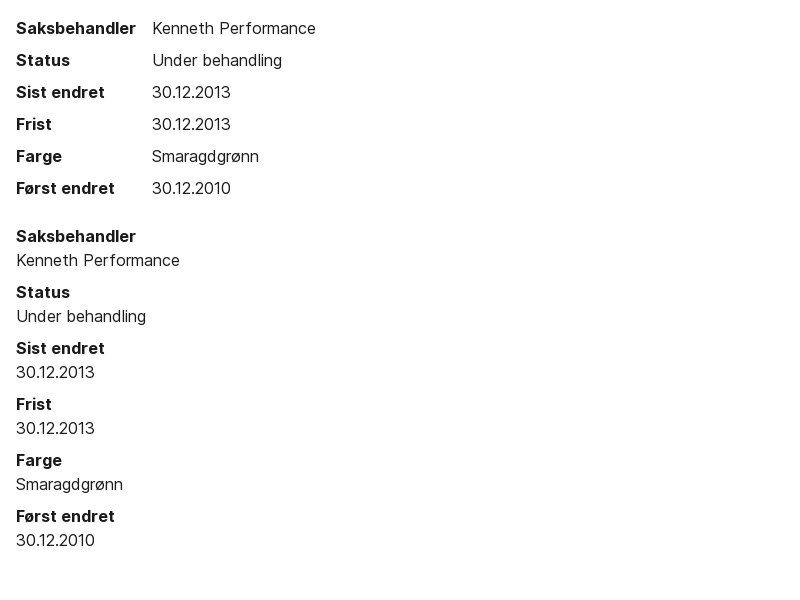 Saksbehandler Kenneth Performance
Status Under behandling
Sist endret 30.12.2013
Frist 30.12.2013
Farge Smaragdgrønn
Først endret 30.12.2010
Saksbehandler
Kenneth Performance
Status
Under behandling
Sist endret
30.12.2013
Frist
30.12.2013
Farge
Smaragdgrønn
Først endret
30.12.2010